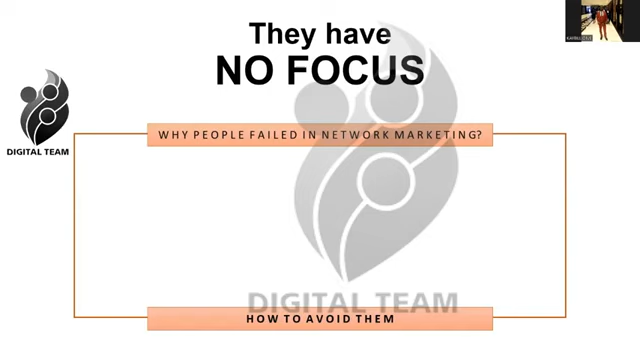 They have
NO FOCUS
DIGITAL TEAM
WHY PEOPLE FAILED IN NETWORK MARKETING?
DIGITAL TEAM
HOW TO AVOID THEM